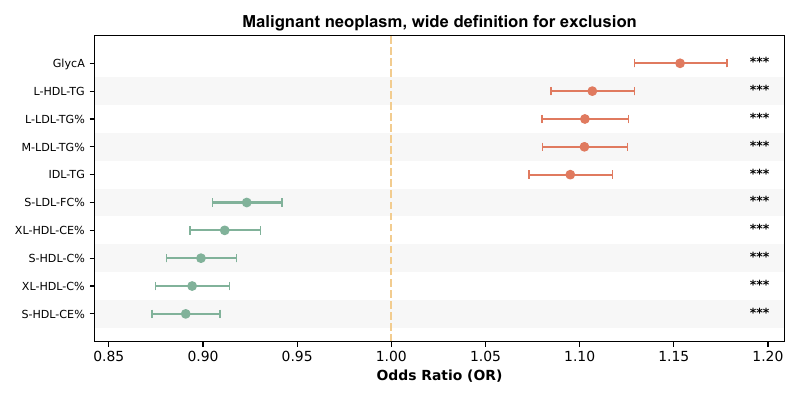 Malignant neoplasm, wide definition for exclusion
GlycA ***
L-HDL-TG ***
L-LDL-TG% ***
M-LDL-TG% ***
IDL-TG ***
S-LDL-FC% ***
XL-HDL-CE% ***
S-HDL-C% ***
XL-HDL-C% ***
S-HDL-CE% ***
0.85 0.90 0.95 1.00 1.05 1.10 1.15 1.20
Odds Ratio (OR)